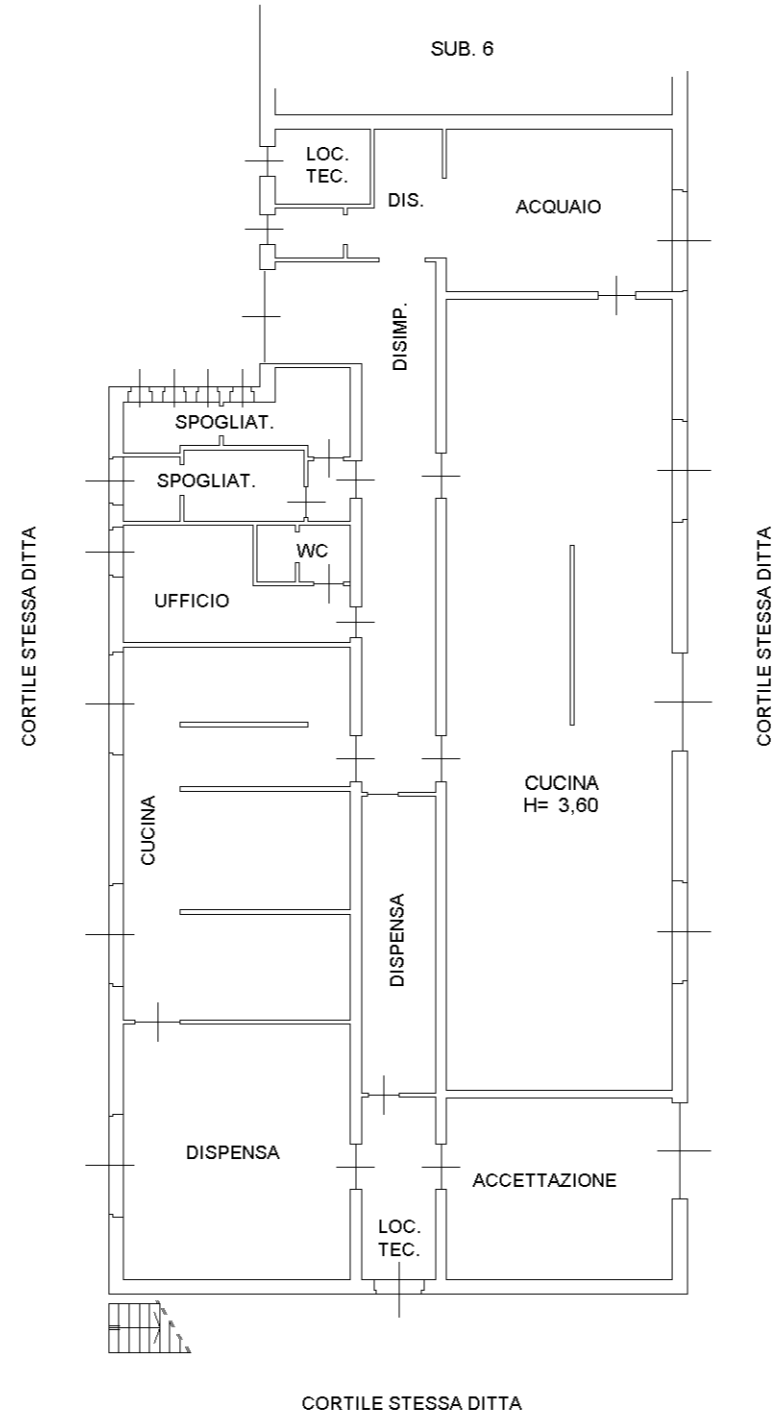 SUB. 6
LOC.
TEC.
DIS.
ACQUAIO
DISIMP.
SPOGLIAT.
SPOGLIAT.
WC
UFFICIO
CORTILE STESSA DITTA
CORTILE STESSA DITTA
CUCINA
H= 3,60
CUCINA
DISPENSA
DISPENSA
ACCETTAZIONE
LOC.
TEC.
CORTILE STESSA DITTA